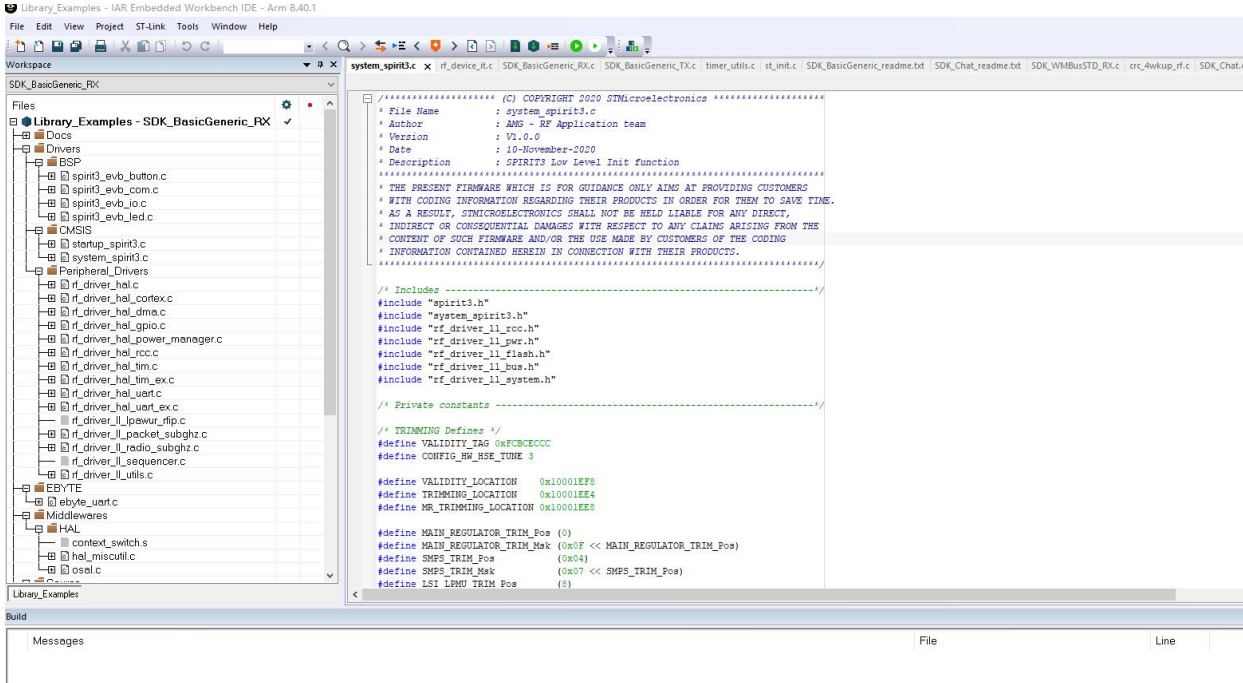 Library_Examples - IAR Embedded Workbench IDE - Arm 8.40.1
File Edit View Project ST-Link Tools Window Help
Workspace
SDK_BasicGeneric_RX
Files
Library_Examples - SDK_BasicGeneric_RX
Docs
Drivers
BSP
spirit3_evb_button.c
spirit3_evb_com.c
spirit3_evb_io.c
spirit3_evb_led.c
CMSIS
startup_spirit3.c
system_spirit3.c
Peripheral_Drivers
rf_driver_hal.c
rf_driver_hal_cortex.c
rf_driver_hal_dma.c
rf_driver_hal_gpio.c
rf_driver_hal_power_manager.c
rf_driver_hal_rcc.c
rf_driver_hal_tim.c
rf_driver_hal_tim_ex.c
rf_driver_hal_uart.c
rf_driver_hal_uart_ex.c
rf_driver_ll_lpawur_rfip.c
rf_driver_ll_packet_subghz.c
rf_driver_ll_radio_subghz.c
rf_driver_ll_sequencer.c
rf_driver_ll_utils.c
EBYTE
ebyte_uart.c
Middlewares
HAL
context_switch.s
hal_miscutil.c
osal.c
Library_Examples
system_spirit3.c x rf_device_it.c SDK_BasicGeneric_RX.c SDK_BasicGeneric_TX.c timer_utils.c st_init.c SDK_BasicGeneric_readme.txt SDK_Chat_readme.txt SDK_WMBusSTD_RX.c crc_4wkup_rf.c SDK_Chat.
/******************** (C) COPYRIGHT 2020 STMicroelectronics ********************
* File Name : system_spirit3.c
* Author : AMG - RF Application team
* Version : V1.0.0
* Date : 10-November-2020
* Description : SPIRIT3 Low Level Init function
********************************************************************************
* THE PRESENT FIRMWARE WHICH IS FOR GUIDANCE ONLY AIMS AT PROVIDING CUSTOMERS
* WITH CODING INFORMATION REGARDING THEIR PRODUCTS IN ORDER FOR THEM TO SAVE TIME.
* AS A RESULT, STMICROELECTRONICS SHALL NOT BE HELD LIABLE FOR ANY DIRECT,
* INDIRECT OR CONSEQUENTIAL DAMAGES WITH RESPECT TO ANY CLAIMS ARISING FROM THE
* CONTENT OF SUCH FIRMWARE AND/OR THE USE MADE BY CUSTOMERS OF THE CODING
* INFORMATION CONTAINED HEREIN IN CONNECTION WITH THEIR PRODUCTS.
*******************************************************************************/
/* Includes ------------------------------------------------------------------*/
#include "spirit3.h"
#include "system_spirit3.h"
#include "rf_driver_ll_rcc.h"
#include "rf_driver_ll_pwr.h"
#include "rf_driver_ll_flash.h"
#include "rf_driver_ll_bus.h"
#include "rf_driver_ll_system.h"
/* Private constants ---------------------------------------------------------*/
/* TRIMMING Defines */
#define VALIDITY_TAG 0xFCBCECCC
#define CONFIG_HW_HSE_TUNE 3
#define VALIDITY_LOCATION 0x10001EF8
#define TRIMMING_LOCATION 0x10001EE4
#define MR_TRIMMING_LOCATION 0x10001EE8
#define MAIN_REGULATOR_TRIM_Pos (0)
#define MAIN_REGULATOR_TRIM_Msk (0x0F << MAIN_REGULATOR_TRIM_Pos)
#define SMPS_TRIM_Pos (0x04)
#define SMPS_TRIM_Msk (0x07 << SMPS_TRIM_Pos)
#define LSI_LPMU_TRIM_Pos (8)
Build
Messages File Line